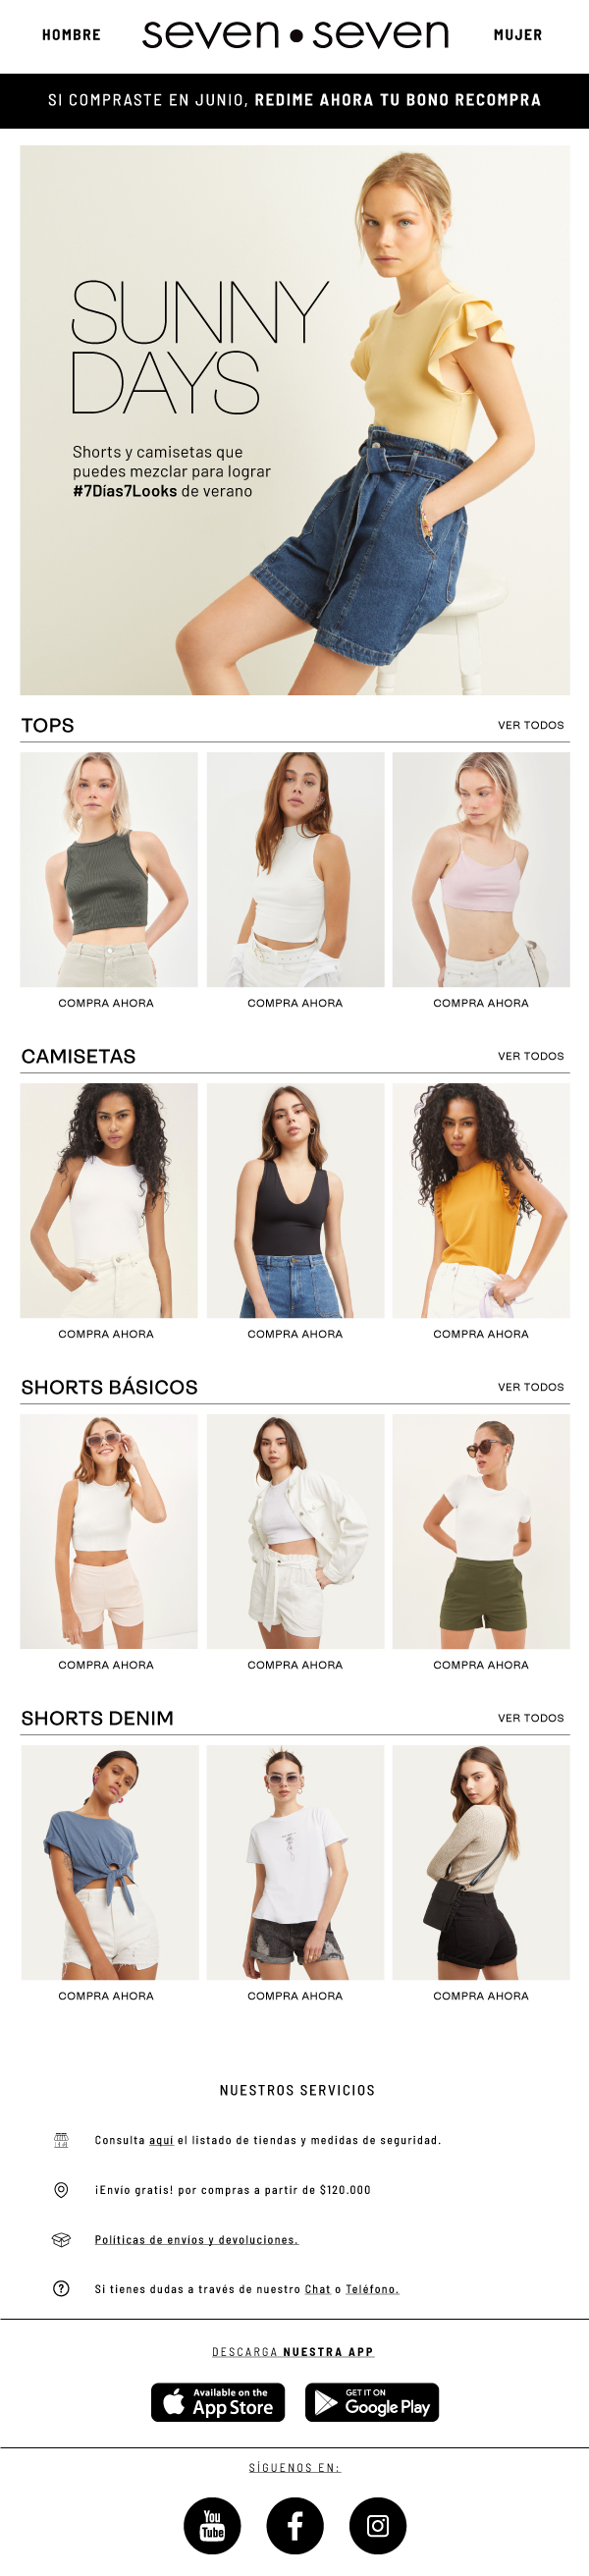 HOMBRE
seven•seven
MUJER
SI COMPRASTE EN JUNIO, REDIME AHORA TU BONO RECOMPRA
SUNNY
DAYS
Shorts y camisetas que
puedes mezclar para lograr
#7Días7Looks de verano
TOPS
VER TODOS
COMPRA AHORA
COMPRA AHORA
COMPRA AHORA
CAMISETAS
VER TODOS
COMPRA AHORA
COMPRA AHORA
COMPRA AHORA
SHORTS BÁSICOS
VER TODOS
COMPRA AHORA
COMPRA AHORA
COMPRA AHORA
SHORTS DENIM
VER TODOS
COMPRA AHORA
COMPRA AHORA
COMPRA AHORA
NUESTROS SERVICIOS
Consulta aquí el listado de tiendas y medidas de seguridad.
¡Envío gratis! por compras a partir de $120.000
Políticas de envíos y devoluciones.
Si tienes dudas a través de nuestro Chat o Teléfono.
DESCARGA NUESTRA APP
Available on the
App Store
GET IT ON
Google Play
SÍGUENOS EN:
You
Tube